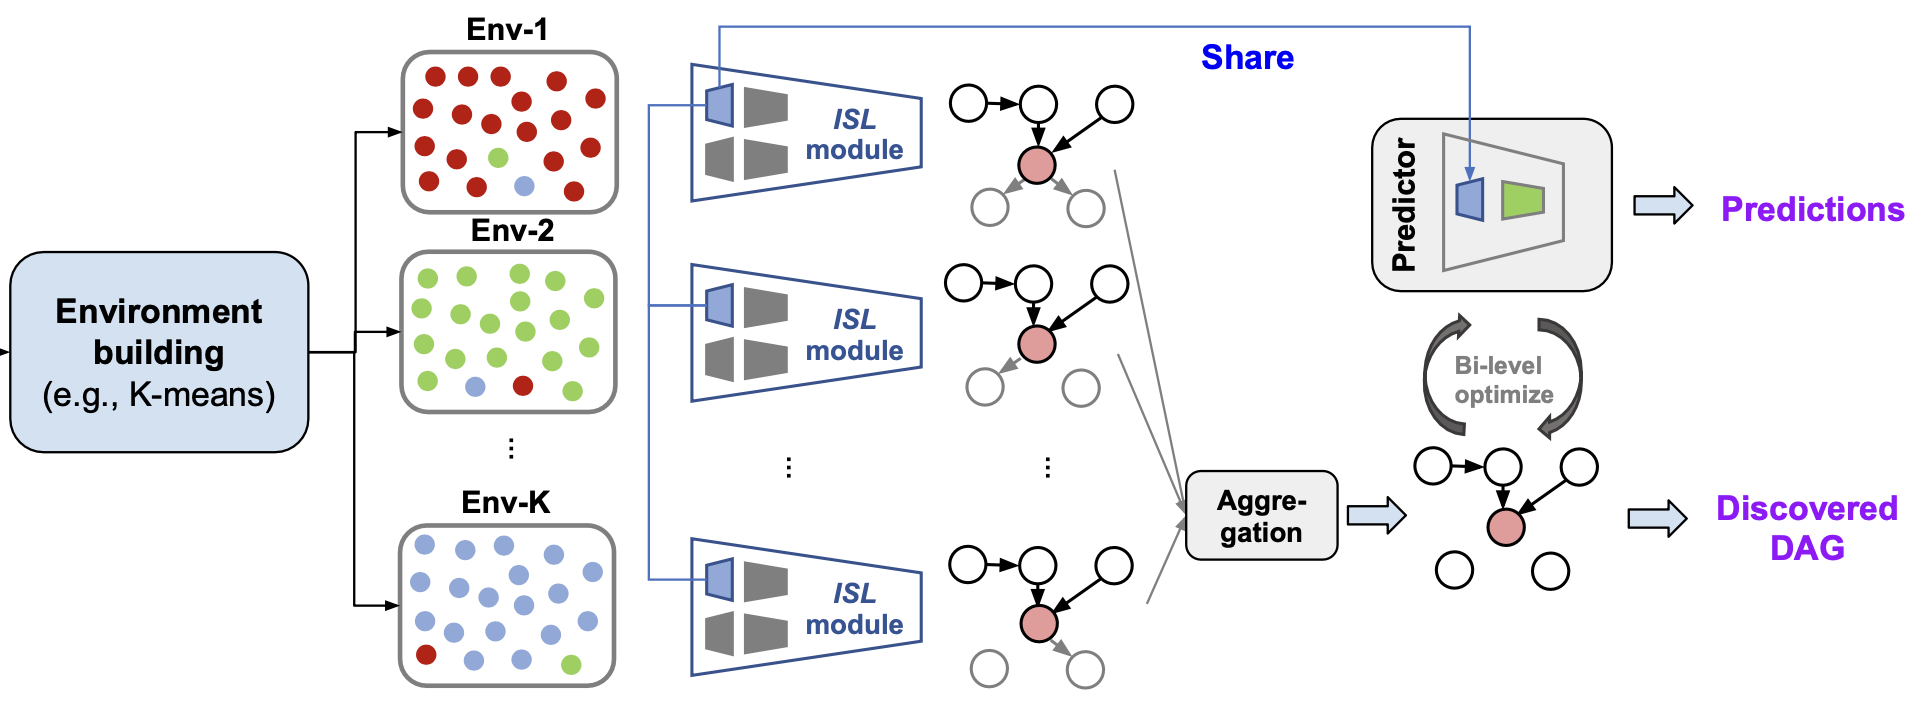 Environment
building
(e.g., K-means)
Env-1
Env-2
⋮
Env-K
ISL
module
ISL
module
⋮
⋮
ISL
module
Share
Aggre-
gation
Predictor
Bi-level
optimize
Predictions
Discovered
DAG